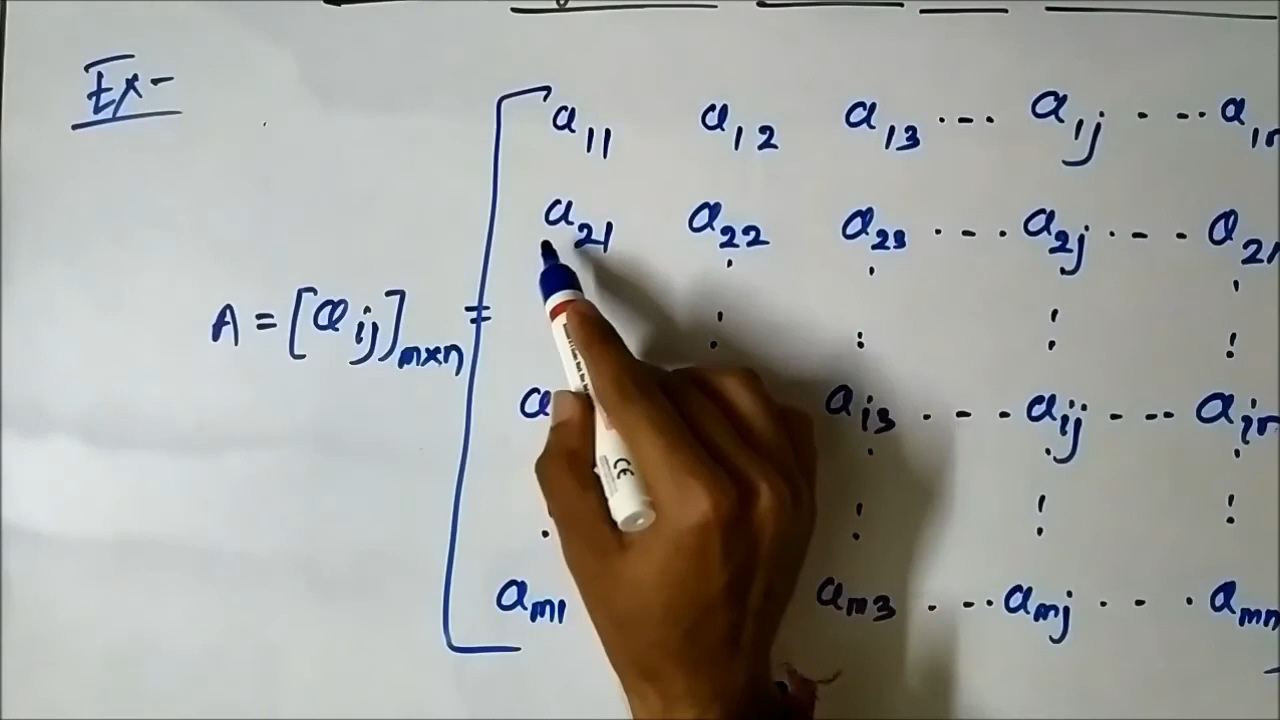 Ex-
a11 a12 a13 ... a1j ... a1n
a21 a22 a23 ... a2j ... a2n
A = [aij]m×n =
a ai3 ... aij ... ain
CE
am1 am3 ... amj ... amn